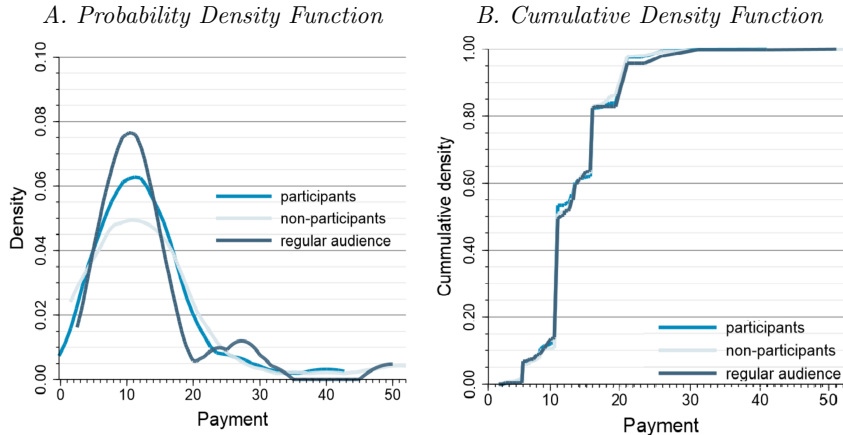 A. Probability Density Function
B. Cumulative Density Function
Density
0.10
0.08
0.06
0.04
0.02
0.00
participants
non-participants
regular audience
0 10 20 30 40 50
Payment
Cummulative density
1.00
0.80
0.60
0.40
0.20
0.00
participants
non-participants
regular audience
0 10 20 30 40 50
Payment